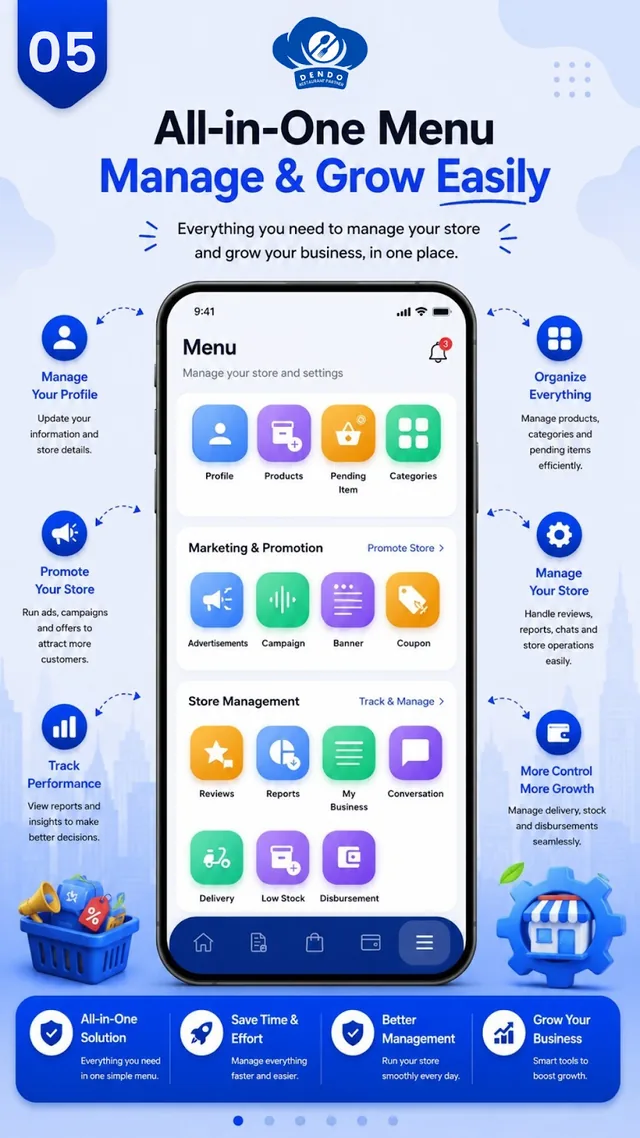 05
DENDO
RESTAURANT PARTNER
All-in-One Menu
Manage & Grow Easily
Everything you need to manage your store
and grow your business, in one place.
9:41
Menu
3
Manage your store and settings
Profile
Products
Pending
Item
Categories
Marketing & Promotion
Promote Store >
Advertisements
Campaign
Banner
Coupon
Store Management
Track & Manage >
Reviews
Reports
My
Business
Conversation
Delivery
Low Stock
Disbursement
Manage
Your Profile
Update your
information and
store details.
Promote
Your Store
Run ads, campaigns
and offers to
attract more
customers.
Track
Performance
View reports and
insights to make
better decisions.
Organize
Everything
Manage products,
categories and
pending items
efficiently.
Manage
Your Store
Handle reviews,
reports, chats and
store operations
easily.
More Control
More Growth
Manage delivery, stock
and disbursements
seamlessly.
%
All-in-One
Solution
Everything you need
in one simple menu.
Save Time &
Effort
Manage everything
faster and easier.
Better
Management
Run your store
smoothly every day.
Grow Your
Business
Smart tools to
boost growth.